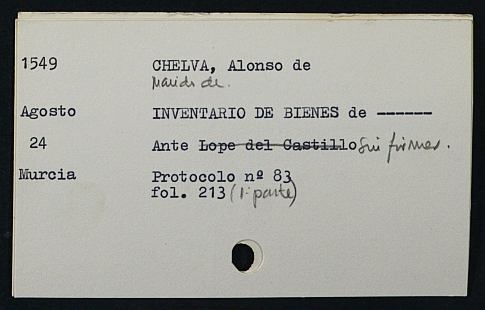 1549 CHELVA, Alonso de
Marido de.
Agosto INVENTARIO DE BIENES de ------
24 Ante Lope del Castillo Sin firmar.
Murcia Protocolo nº 83
fol. 213 (1ª parte)